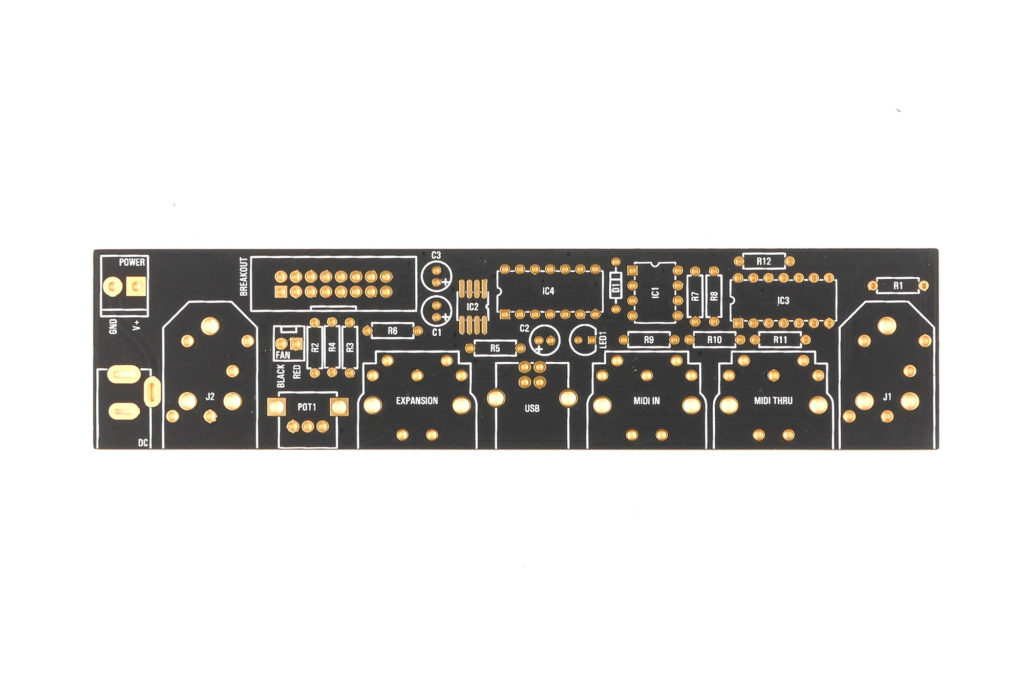 POWER
GND
V+
BREAKOUT
C3
C1
IC2
IC4
D1
IC1
R7
R8
R12
IC3
R1
FAN
BLACK
RED
R2
R4
R3
R6
C2
R5
LED1
R9
R10
R11
J2
POT1
EXPANSION
USB
MIDI IN
MIDI THRU
J1
DC